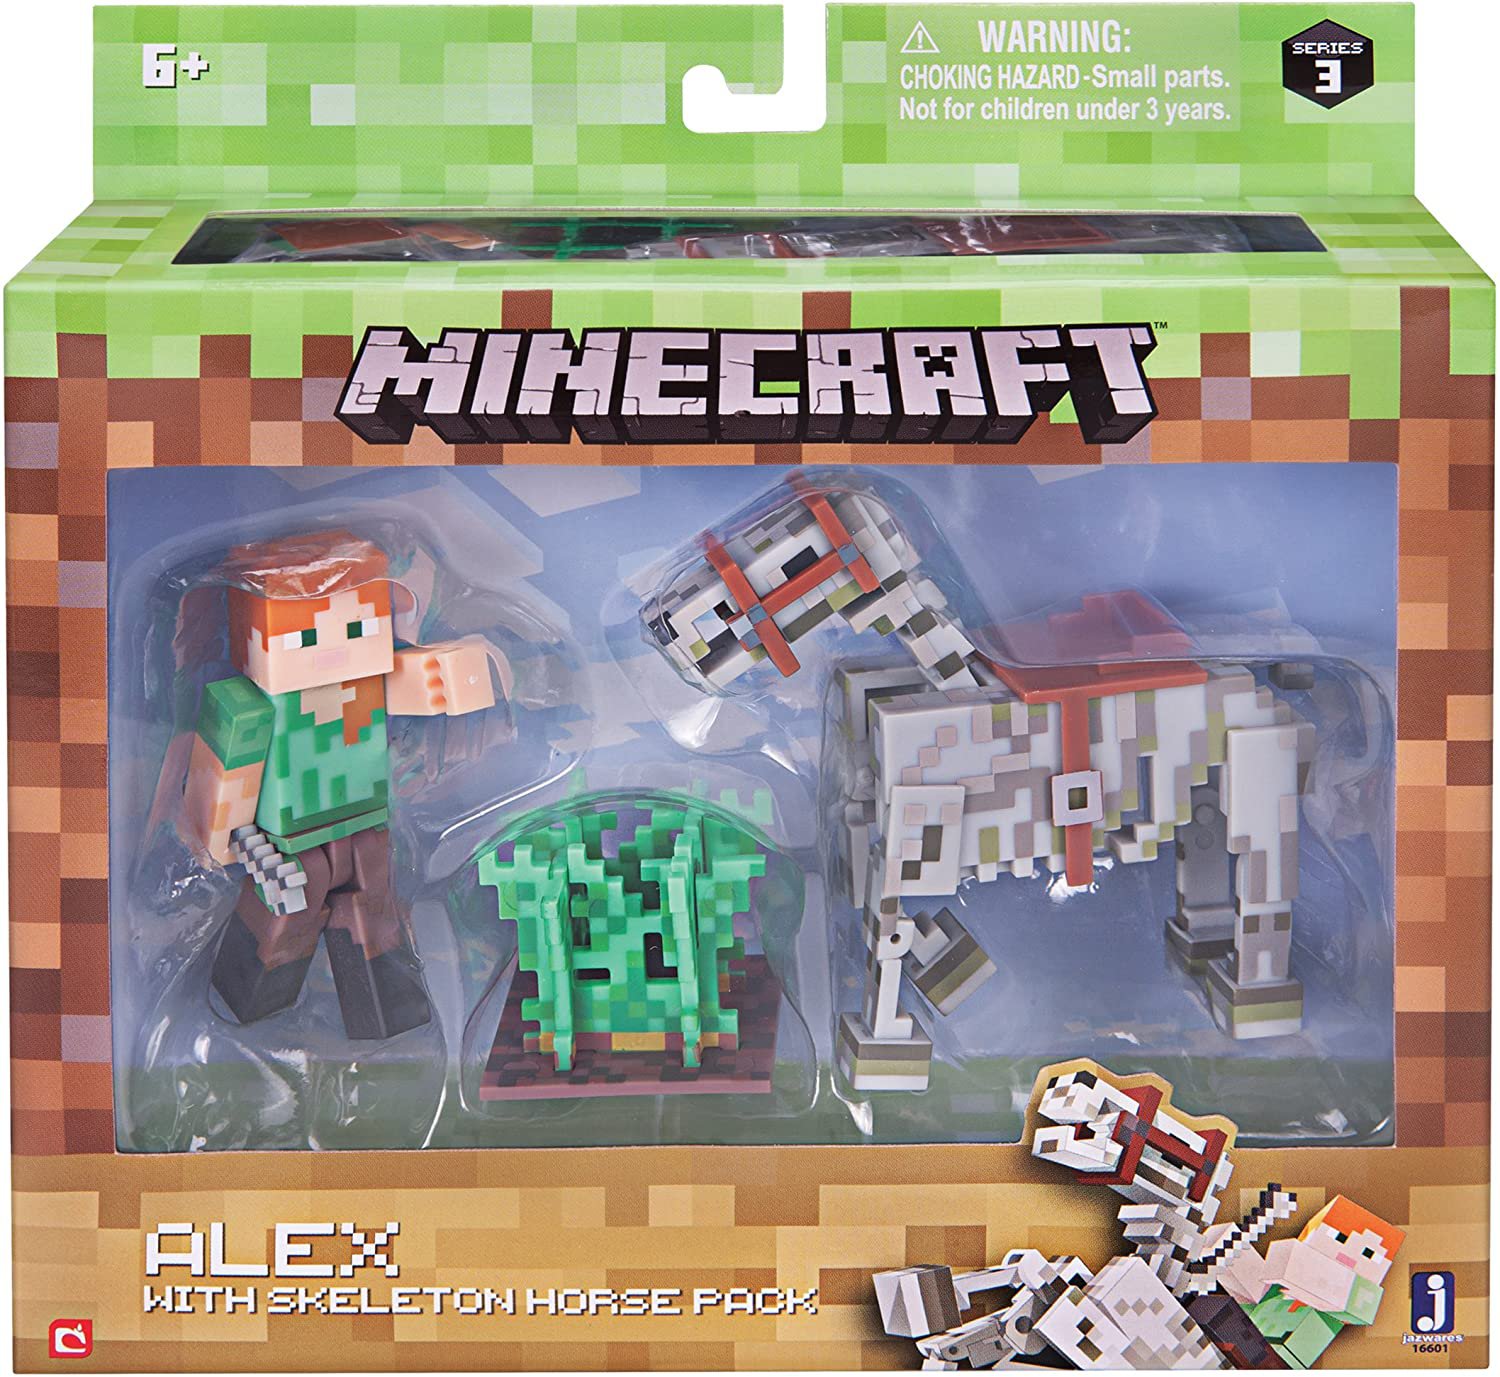 6+
WARNING:
CHOKING HAZARD - Small parts.
Not for children under 3 years.
SERIES
3
MINECRAFT™
ALEX
WITH SKELETON HORSE PACK
j
jazwares
16601